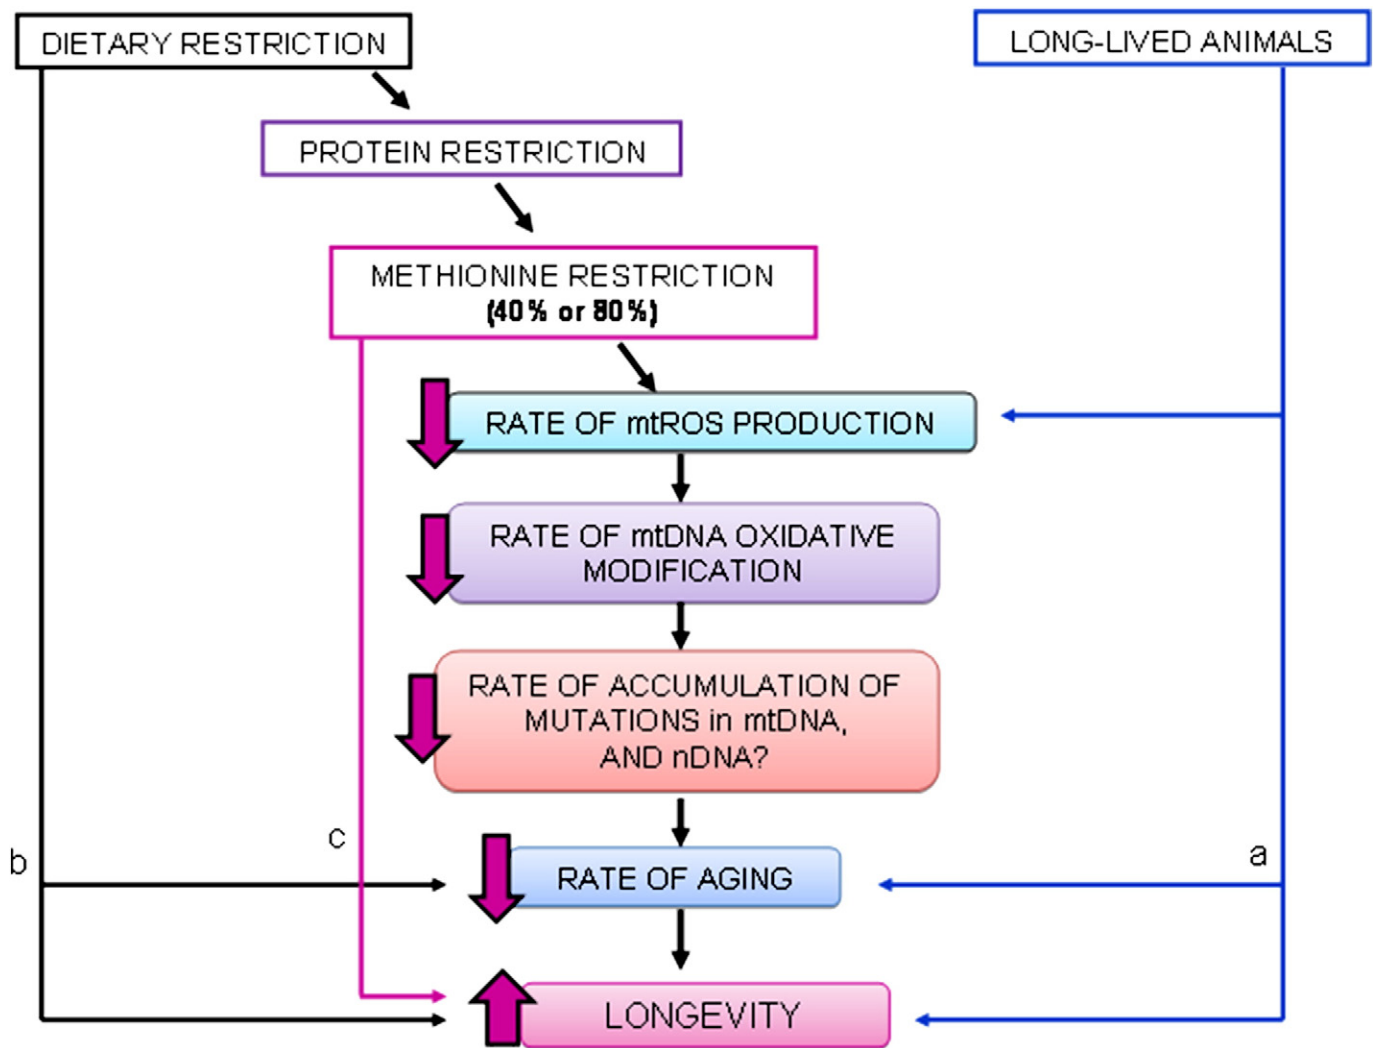 DIETARY RESTRICTION
LONG-LIVED ANIMALS
PROTEIN RESTRICTION
METHIONINE RESTRICTION
(40% or 80%)
RATE OF mtROS PRODUCTION
RATE OF mtDNA OXIDATIVE
MODIFICATION
RATE OF ACCUMULATION OF
MUTATIONS in mtDNA,
AND nDNA?
c
b
a
RATE OF AGING
LONGEVITY